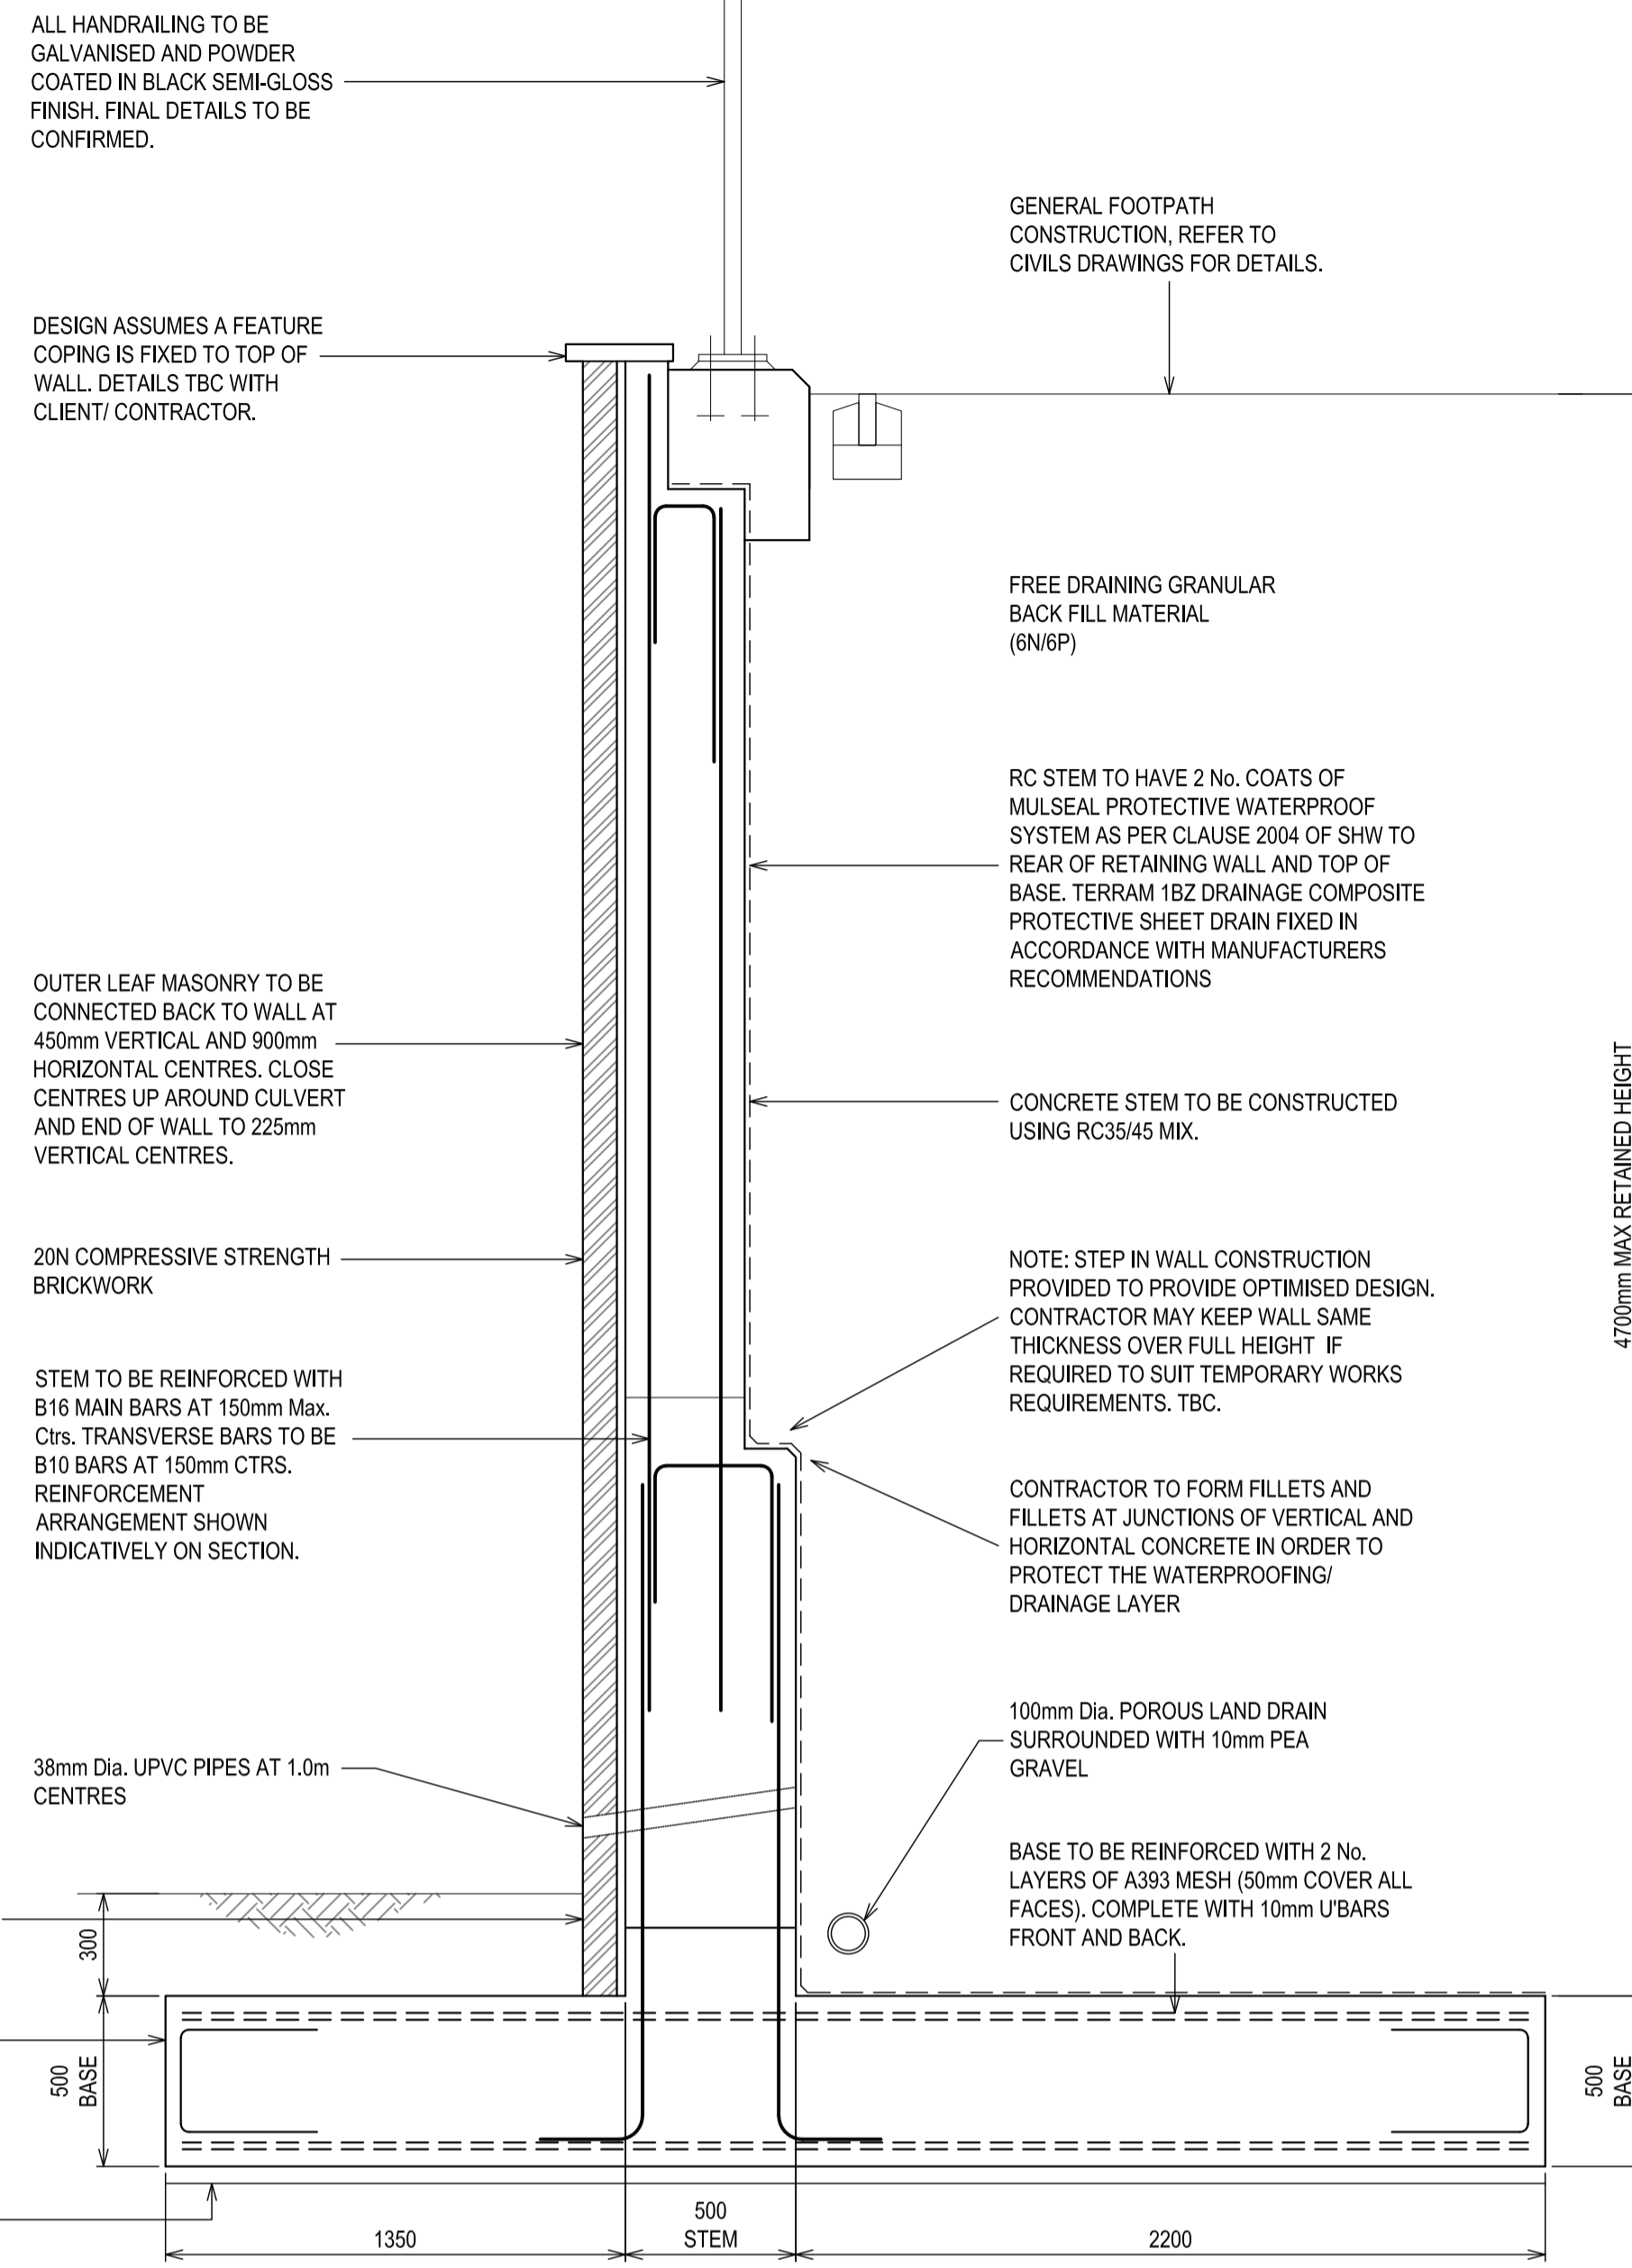 ALL HANDRAILING TO BE
GALVANISED AND POWDER
COATED IN BLACK SEMI-GLOSS
FINISH. FINAL DETAILS TO BE
CONFIRMED.
GENERAL FOOTPATH
CONSTRUCTION, REFER TO
CIVILS DRAWINGS FOR DETAILS.
DESIGN ASSUMES A FEATURE
COPING IS FIXED TO TOP OF
WALL. DETAILS TBC WITH
CLIENT/ CONTRACTOR.
FREE DRAINING GRANULAR
BACK FILL MATERIAL
(6N/6P)
RC STEM TO HAVE 2 No. COATS OF
MULSEAL PROTECTIVE WATERPROOF
SYSTEM AS PER CLAUSE 2004 OF SHW TO
REAR OF RETAINING WALL AND TOP OF
BASE. TERRAM 1BZ DRAINAGE COMPOSITE
PROTECTIVE SHEET DRAIN FIXED IN
ACCORDANCE WITH MANUFACTURERS
RECOMMENDATIONS
OUTER LEAF MASONRY TO BE
CONNECTED BACK TO WALL AT
450mm VERTICAL AND 900mm
HORIZONTAL CENTRES. CLOSE
CENTRES UP AROUND CULVERT
AND END OF WALL TO 225mm
VERTICAL CENTRES.
CONCRETE STEM TO BE CONSTRUCTED
USING RC35/45 MIX.
4700mm MAX RETAINED HEIGHT
20N COMPRESSIVE STRENGTH
BRICKWORK
NOTE: STEP IN WALL CONSTRUCTION
PROVIDED TO PROVIDE OPTIMISED DESIGN.
CONTRACTOR MAY KEEP WALL SAME
THICKNESS OVER FULL HEIGHT IF
REQUIRED TO SUIT TEMPORARY WORKS
REQUIREMENTS. TBC.
STEM TO BE REINFORCED WITH
B16 MAIN BARS AT 150mm Max.
Ctrs. TRANSVERSE BARS TO BE
B10 BARS AT 150mm CTRS.
REINFORCEMENT
ARRANGEMENT SHOWN
INDICATIVELY ON SECTION.
CONTRACTOR TO FORM FILLETS AND
FILLETS AT JUNCTIONS OF VERTICAL AND
HORIZONTAL CONCRETE IN ORDER TO
PROTECT THE WATERPROOFING/
DRAINAGE LAYER
100mm Dia. POROUS LAND DRAIN
SURROUNDED WITH 10mm PEA
GRAVEL
38mm Dia. UPVC PIPES AT 1.0m
CENTRES
BASE TO BE REINFORCED WITH 2 No.
LAYERS OF A393 MESH (50mm COVER ALL
FACES). COMPLETE WITH 10mm U'BARS
FRONT AND BACK.
300
500
BASE
500
BASE
1350
500
STEM
2200